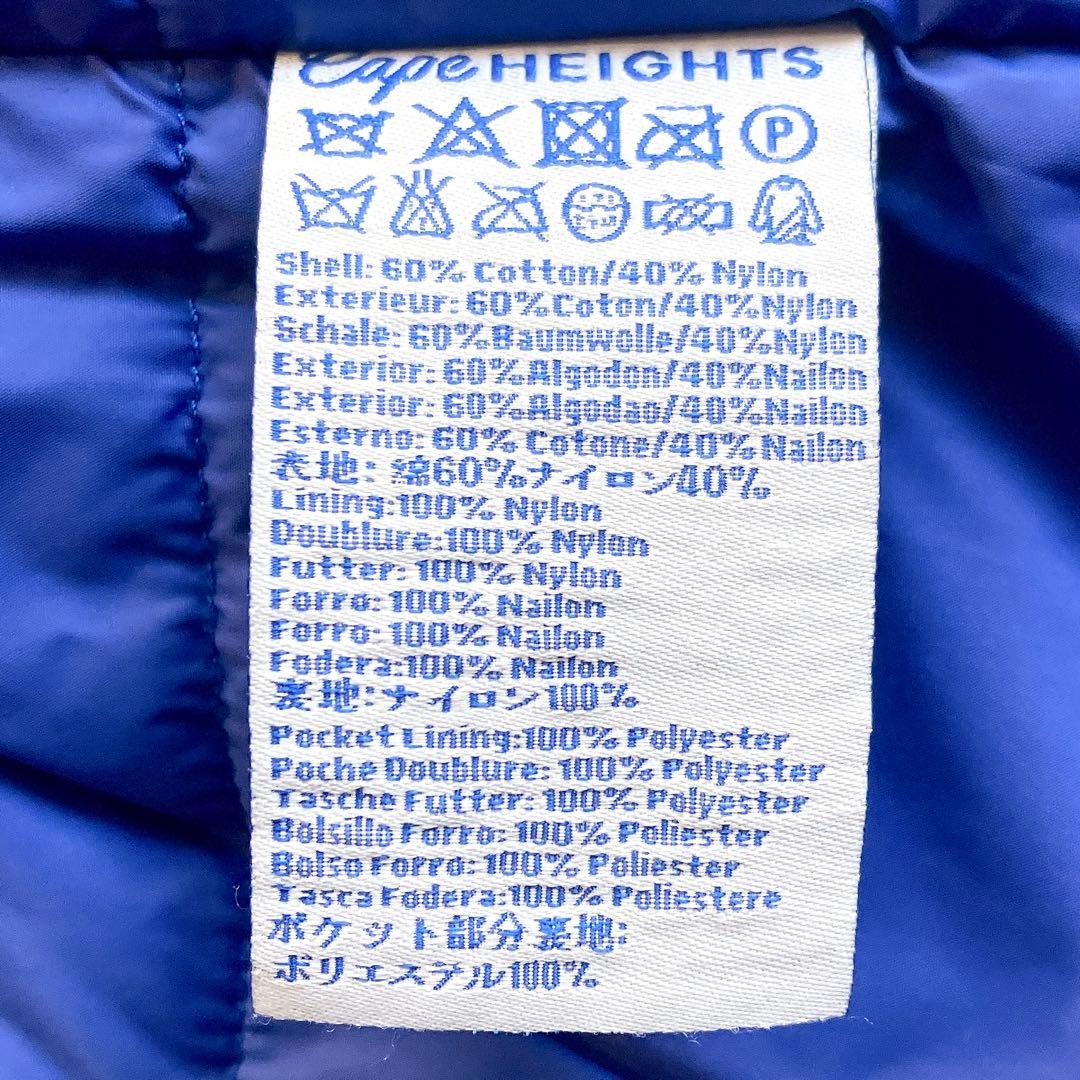 Cape HEIGHTS
P
Shell: 60% Cotton/40% Nylon
Exterieur: 60%Coton/40%Nylon
Schale: 60%Baumwolle/40%Nylon
Exterior: 60%Algodon/40%Nailon
Exterior: 60%Algodao/40%Nailon
Esterno: 60% Cotone/40% Nailon
表地: 綿60%ナイロン40%
Lining:100% Nylon
Doublure:100% Nylon
Futter: 100% Nylon
Forro: 100% Nailon
Forro: 100% Nailon
Fodera:100% Nailon
裏地:ナイロン100%
Pocket Lining:100% Polyester
Poche Doublure: 100% Polyester
Tasche Futter: 100% Polyester
Bolsillo Forro: 100% Poliester
Bolso Forro: 100% Poliester
Tasca Fodera:100% Poliestere
ポケット部分裏地:
ポリエステル100%